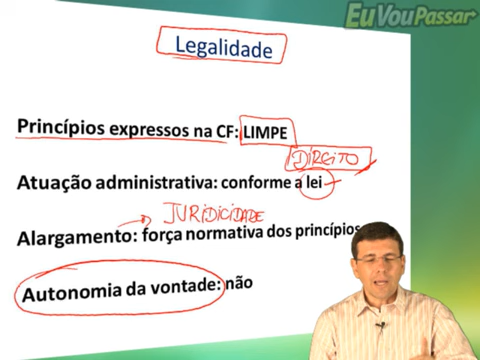 EuVouPassar
Legalidade
Princípios expressos na CF: LIMPE
DIREITO
Atuação administrativa: conforme a lei
JURIDICIDADE
Alargamento: força normativa dos princípios
Autonomia da vontade: não